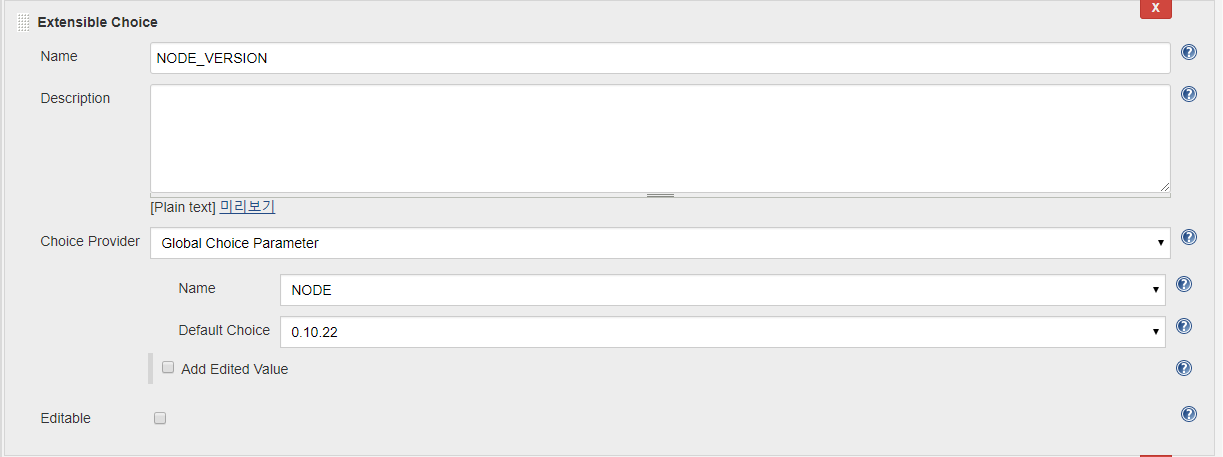 X
Extensible Choice
Name NODE_VERSION ?
Description ?
[Plain text] 미리보기
Choice Provider Global Choice Parameter ?
Name NODE ?
Default Choice 0.10.22 ?
Add Edited Value ?
Editable ?